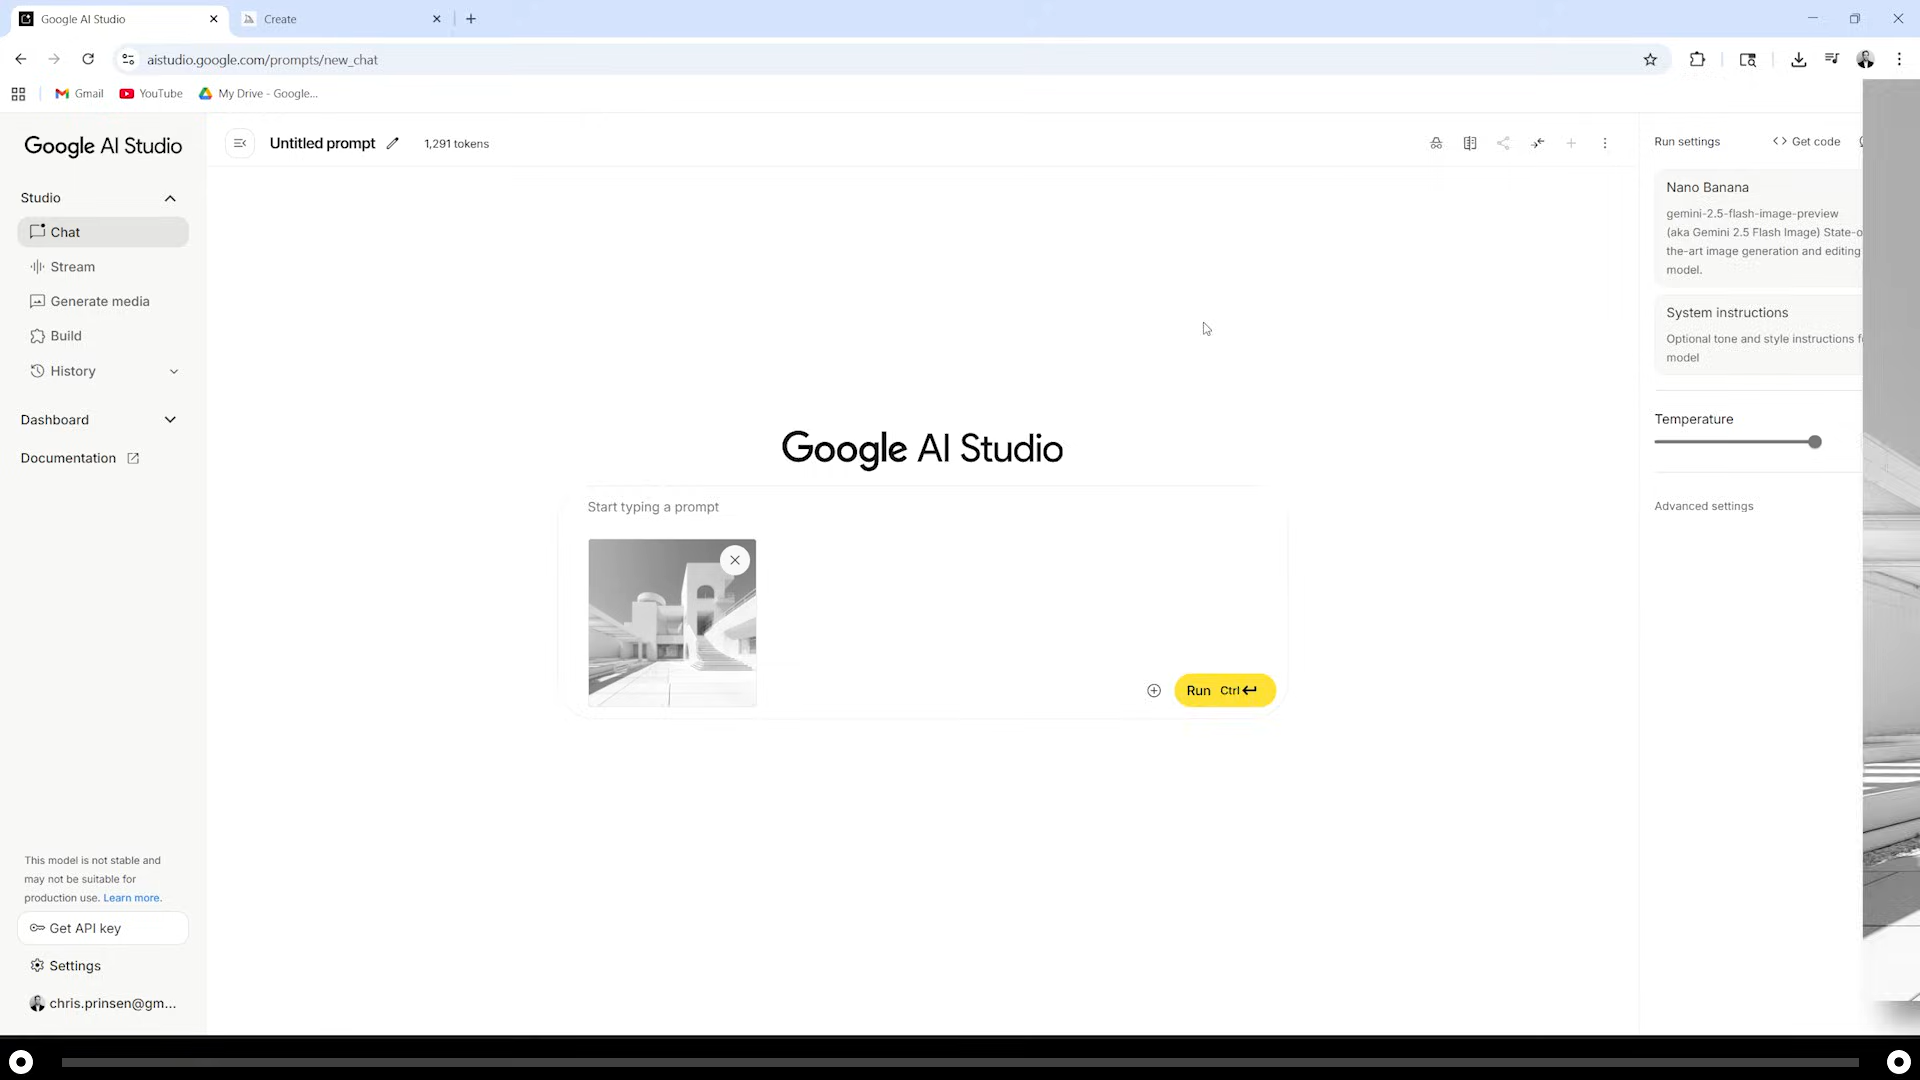 Google AI Studio
Create
aistudio.google.com/prompts/new_chat
Gmail
YouTube
My Drive - Google...
Google AI Studio
Untitled prompt
1,291 tokens
Run settings
Get code
Studio
Chat
Stream
Generate media
Build
History
Dashboard
Documentation
Nano Banana
gemini-2.5-flash-image-preview
(aka Gemini 2.5 Flash Image) State-o
the-art image generation and editing
model.
System instructions
Optional tone and style instructions f
model
Temperature
Advanced settings
Google AI Studio
Start typing a prompt
Run Ctrl
This model is not stable and
may not be suitable for
production use. Learn more.
Get API key
Settings
chris.prinsen@gm...